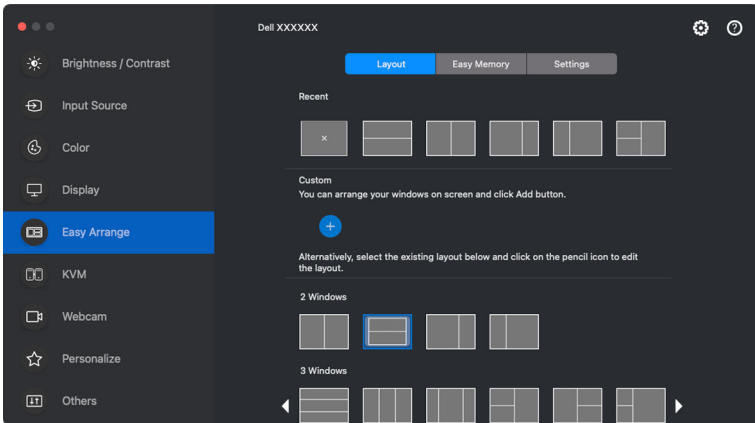 Dell XXXXXX
Brightness / Contrast
Input Source
Color
Display
Easy Arrange
KVM
Webcam
Personalize
Others
Layout
Easy Memory
Settings
Recent
Custom
You can arrange your windows on screen and click Add button.
Alternatively, select the existing layout below and click on the pencil icon to edit
the layout.
2 Windows
3 Windows